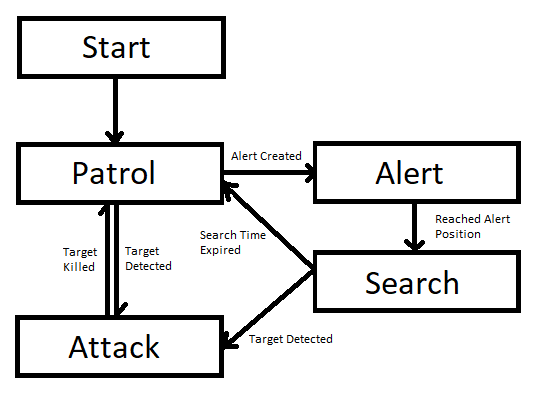 Start
Patrol
Alert Created
Alert
Reached Alert
Position
Search Time
Expired
Target
Killed
Target
Detected
Search
Attack
Target Detected